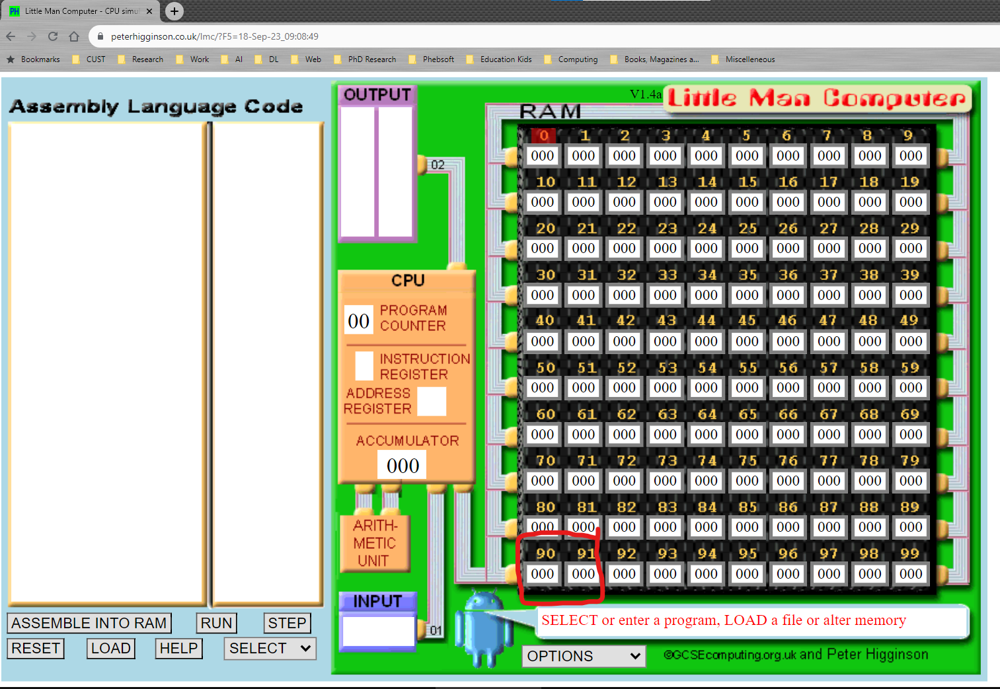 PH Little Man Computer - CPU simul
peterhigginson.co.uk/lmc/?F5=18-Sep-23_09:08:49
Bookmarks CUST Research Work AI DL Web PhD Research Phebsoft Education Kids Computing Books, Magazines a... Miscelleneous
Assembly Language Code
OUTPUT
V1.4a Little Man Computer
RAM
0 1 2 3 4 5 6 7 8 9
000 000 000 000 000 000 000 000 000 000
10 11 12 13 14 15 16 17 18 19
000 000 000 000 000 000 000 000 000 000
20 21 22 23 24 25 26 27 28 29
000 000 000 000 000 000 000 000 000 000
30 31 32 33 34 35 36 37 38 39
000 000 000 000 000 000 000 000 000 000
40 41 42 43 44 45 46 47 48 49
000 000 000 000 000 000 000 000 000 000
50 51 52 53 54 55 56 57 58 59
000 000 000 000 000 000 000 000 000 000
60 61 62 63 64 65 66 67 68 69
000 000 000 000 000 000 000 000 000 000
70 71 72 73 74 75 76 77 78 79
000 000 000 000 000 000 000 000 000 000
80 81 82 83 84 85 86 87 88 89
000 000 000 000 000 000 000 000 000 000
90 91 92 93 94 95 96 97 98 99
000 000 000 000 000 000 000 000 000 000
02
CPU
00 PROGRAM
COUNTER
INSTRUCTION
REGISTER
ADDRESS
REGISTER
ACCUMULATOR
000
ARITH-
METIC
UNIT
INPUT
01
SELECT or enter a program, LOAD a file or alter memory
ASSEMBLE INTO RAM RUN STEP
RESET LOAD HELP SELECT
OPTIONS
©GCSEcomputing.org.uk and Peter Higginson